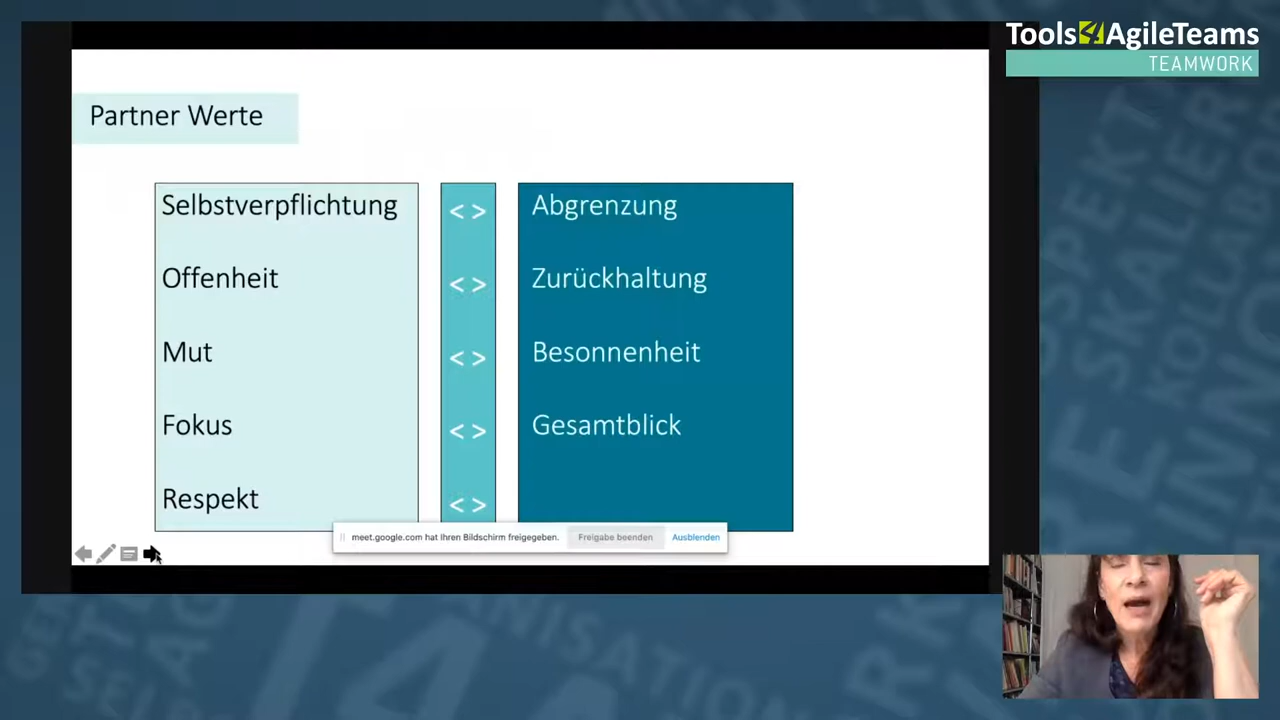 Tools4AgileTeams
TEAMWORK
Partner Werte
Selbstverpflichtung <> Abgrenzung
Offenheit <> Zurückhaltung
Mut <> Besonnenheit
Fokus <> Gesamtblick
Respekt <>
meet.google.com hat Ihren Bildschirm freigegeben. Freigabe beenden Ausblenden